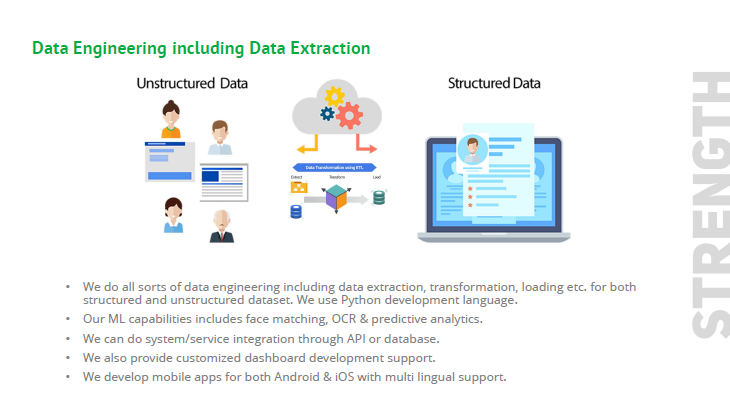 Data Engineering including Data Extraction
Unstructured Data
Structured Data
Data Transformation using ETL
Extract Transform Load
• We do all sorts of data engineering including data extraction, transformation, loading etc. for both
structured and unstructured dataset. We use Python development language.
• Our ML capabilities includes face matching, OCR & predictive analytics.
• We can do system/service integration through API or database.
• We also provide customized dashboard development support.
• We develop mobile apps for both Android & iOS with multi lingual support.
STRENGTH